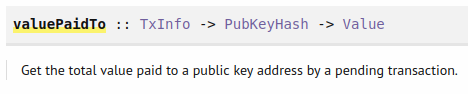 valuePaidTo :: TxInfo -> PubKeyHash -> Value
Get the total value paid to a public key address by a pending transaction.